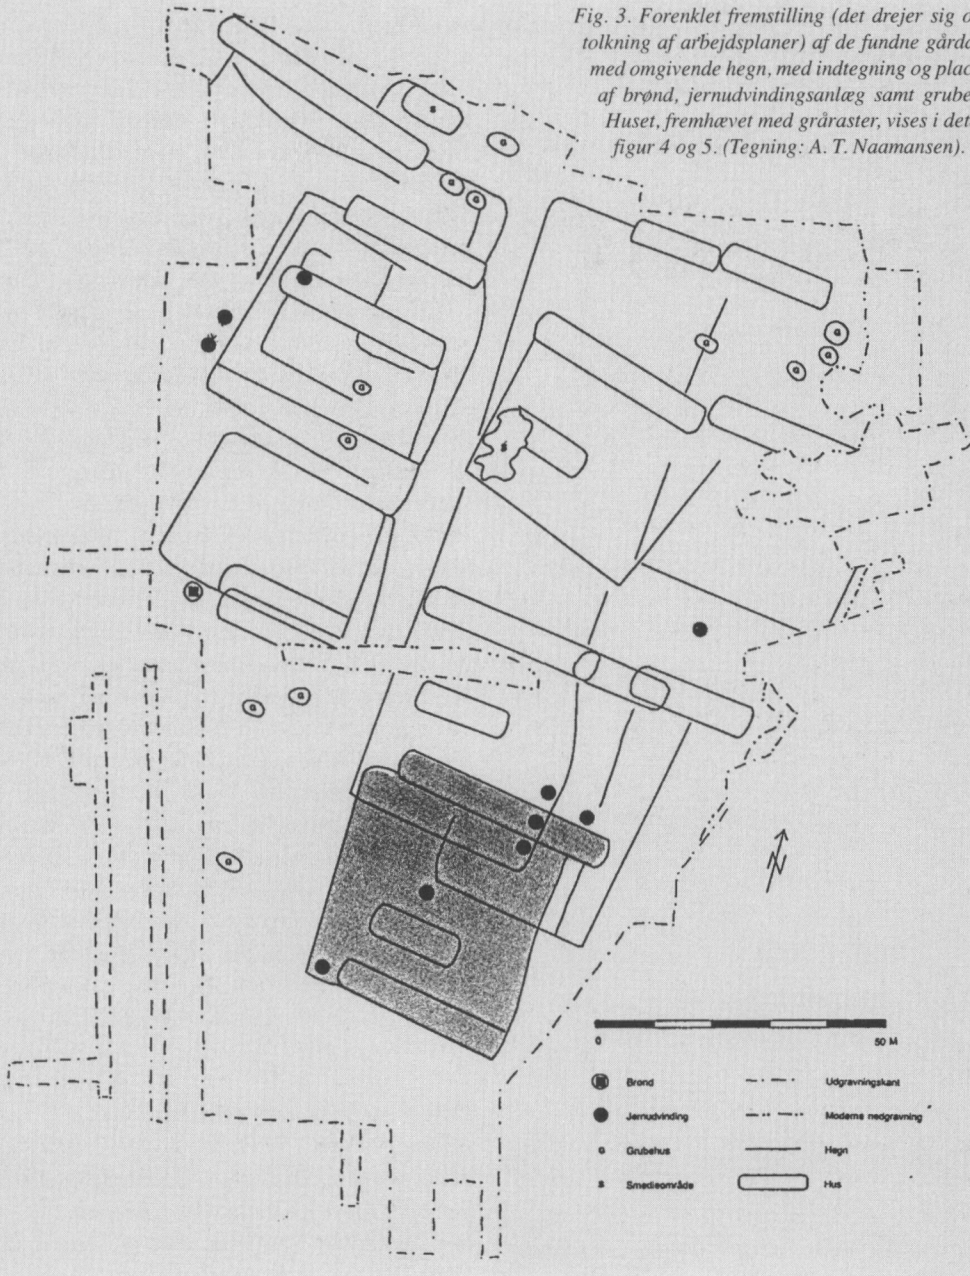 Fig. 3. Forenklet fremstilling (det drejer sig o
tolkning af arbejdsplaner) af de fundne gårda
med omgivende hegn, med indtegning og plac
af brønd, jernudvindingsanlæg samt grube
Huset, fremhævet med gråraster, vises i det
figur 4 og 5. (Tegning: A. T. Naamansen).
s
G
G
G
G
G
G
G
G
G
s
G
G
G
N
0
50 M
Brønd
Udgravningskant
Jernudvinding
Moderne nedgravning
G
Grubehus
Hegn
s
Smedieområde
Hus